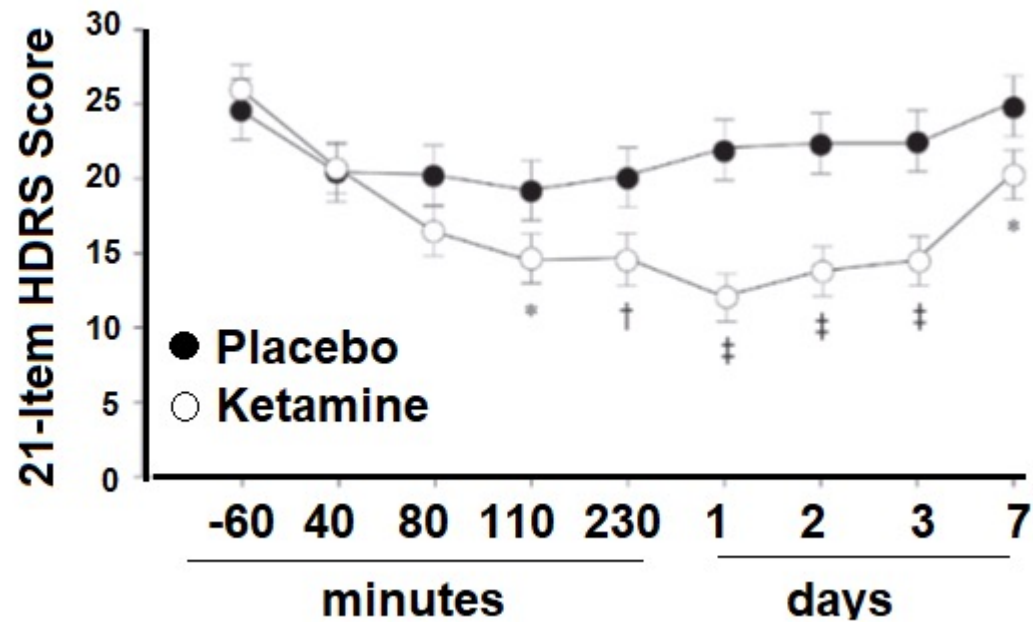 21-Item HDRS Score
30
25
20
15
10
5
0
*
†
‡
‡
‡
*
Placebo
Ketamine
-60 40 80 110 230 1 2 3 7
minutes days